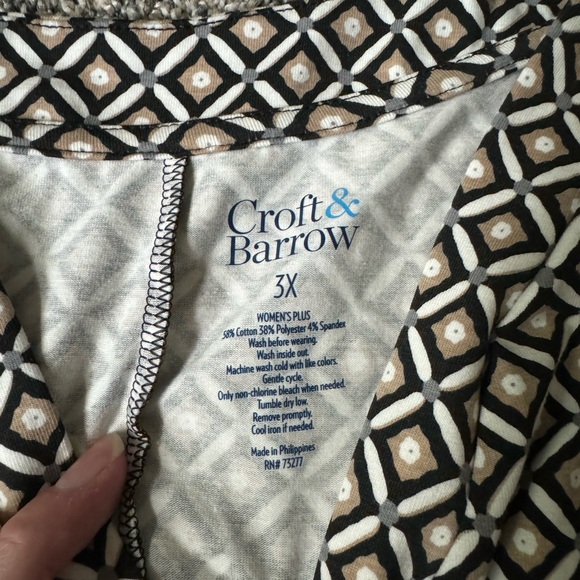 Croft&
Barrow
3X
WOMEN'S PLUS
58% Cotton 38% Polyester 4% Spandex
Wash before wearing.
Wash inside out.
Machine wash cold with like colors.
Gentle cycle.
Only non-chlorine bleach when needed.
Tumble dry low.
Remove promptly.
Cool iron if needed.
Made in Philippines
RN# 73277